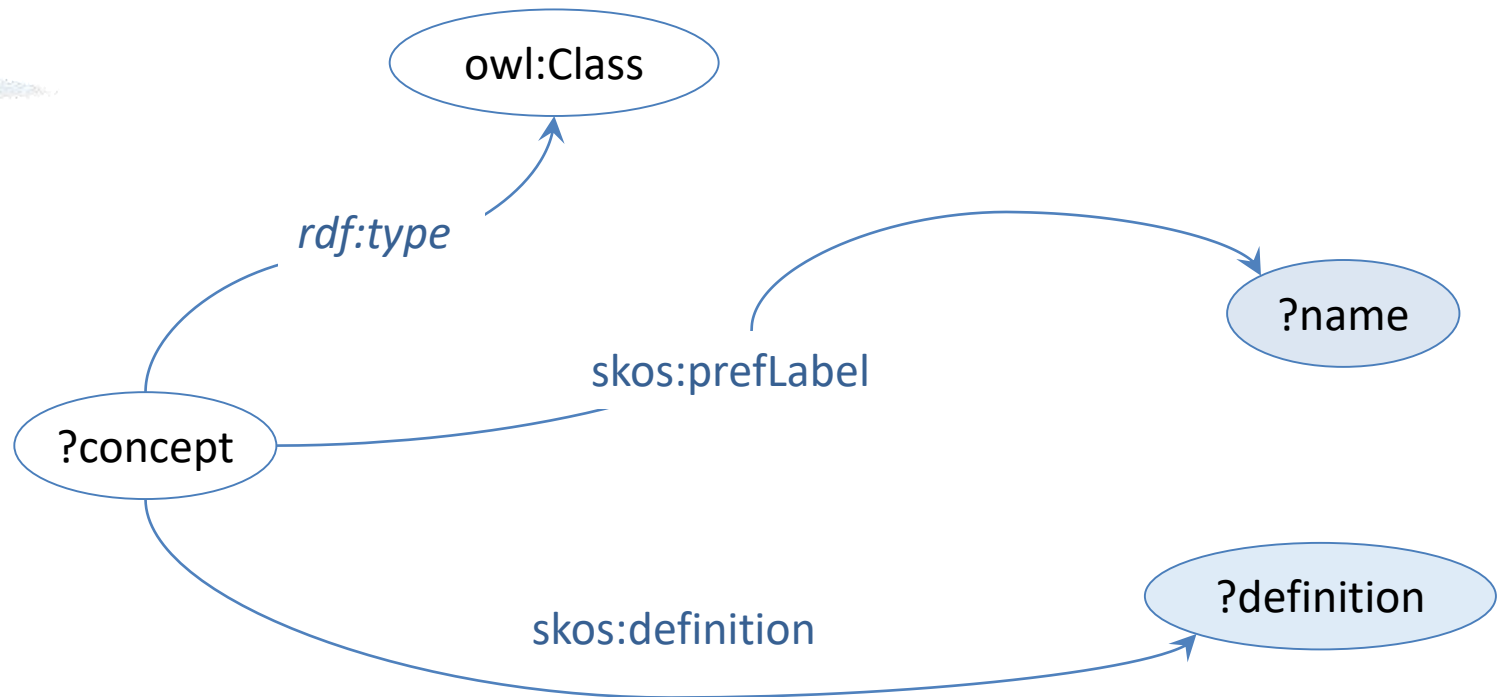 owl:Class
rdf:type
?name
skos:prefLabel
?concept
?definition
skos:definition